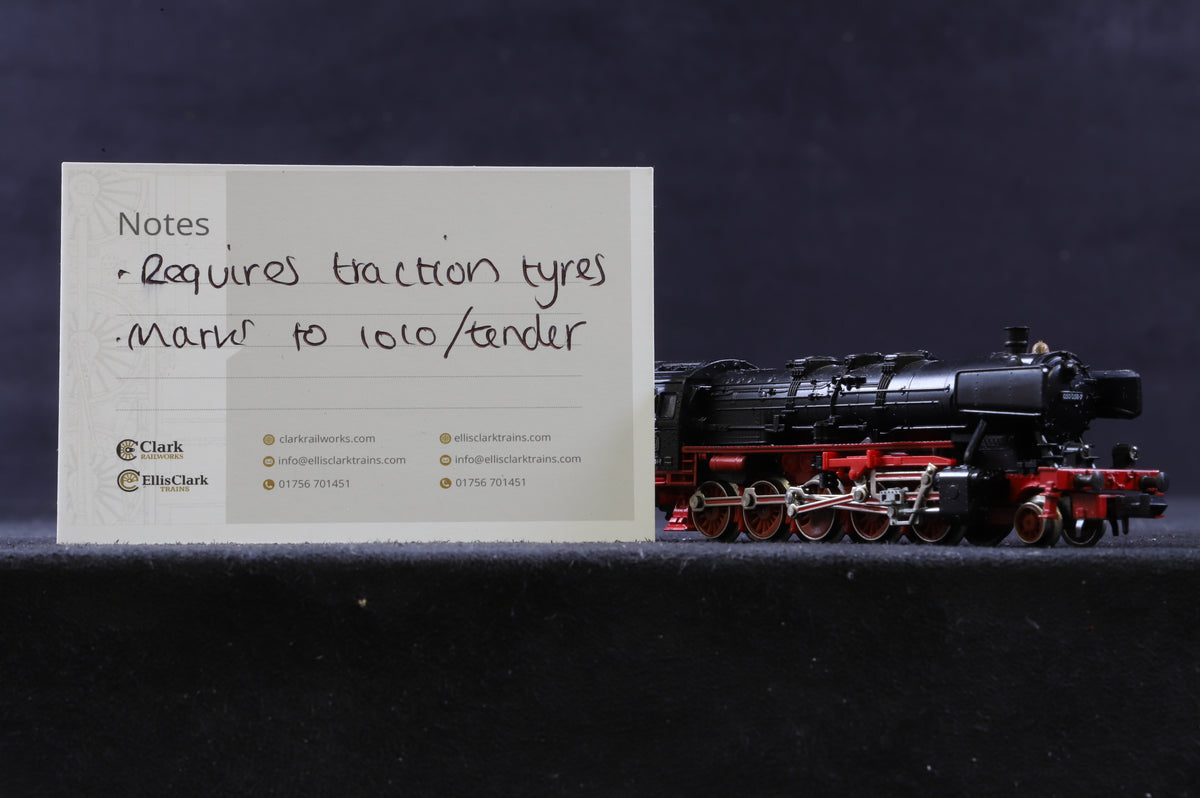 Notes
· Requires traction tyres
· Marks to loco/tender
Clark
RAILWORKS
EllisClark
TRAINS
clarkrailworks.com
info@ellisclarktrains.com
01756 701451
ellisclarktrains.com
info@ellisclarktrains.com
01756 701451